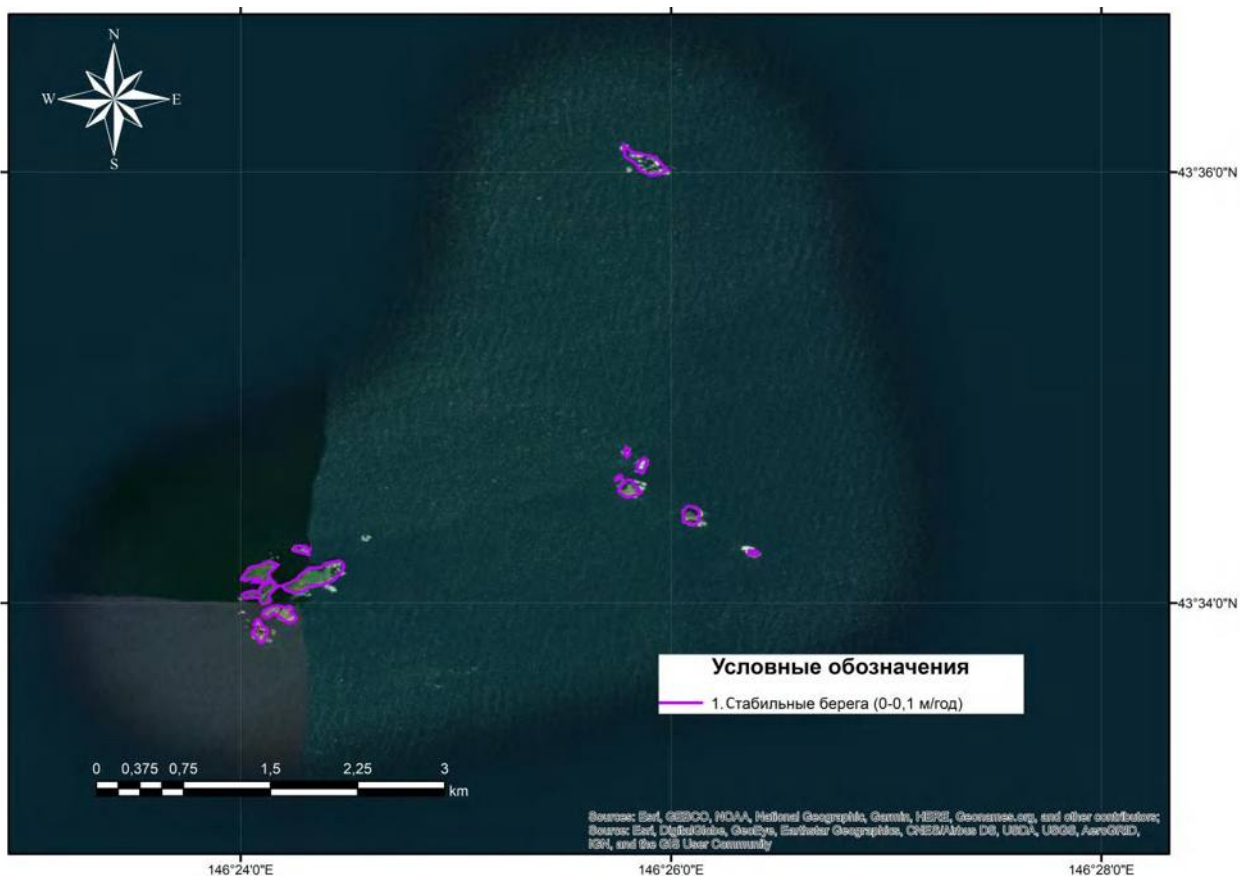 N
W E
S
43°36'0"N
43°34'0"N
Условные обозначения
1. Стабильные берега (0-0,1 м/год)
0 0,375 0,75 1,5 2,25 3
km
Sources: Esri, GEBCO, NOAA, National Geographic, Garmin, HERE, Geonames.org, and other contributors;
Source: Esri, DigitalGlobe, GeoEye, Earthstar Geographics, CNES/Airbus DS, USDA, USGS, AeroGRID,
IGN, and the GIS User Community
146°24'0"E 146°26'0"E 146°28'0"E